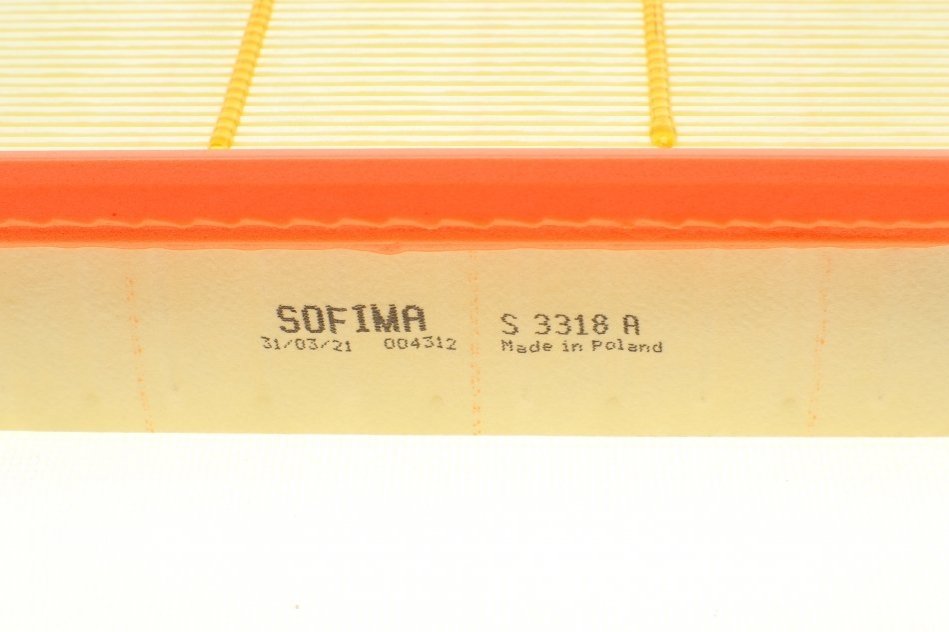 SOFIMA S 3318 A
31/03/21 004312 Made in Poland